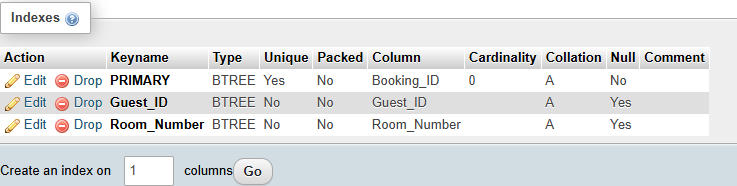 Indexes
Action Keyname Type Unique Packed Column Cardinality Collation Null Comment
Edit Drop PRIMARY BTREE Yes No Booking_ID 0 A No
Edit Drop Guest_ID BTREE No No Guest_ID A Yes
Edit Drop Room_Number BTREE No No Room_Number A Yes
Create an index on 1 columns Go